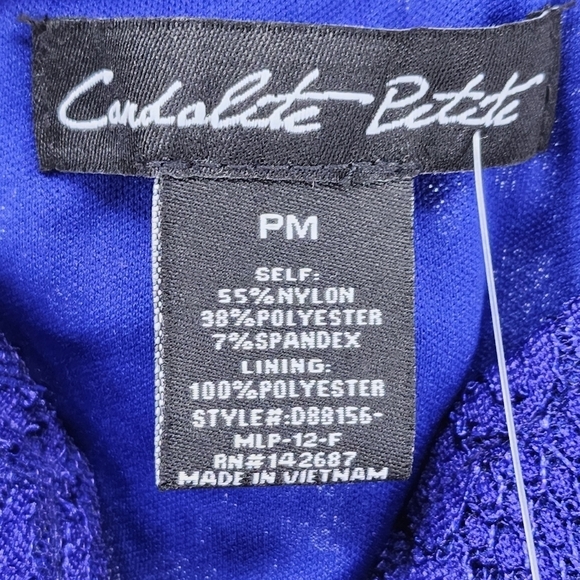 Candalite Petite
PM
SELF:
55%NYLON
38%POLYESTER
7%SPANDEX
LINING:
100%POLYESTER
STYLE#:D88156-
MLP-12-F
RN#142687
MADE IN VIETNAM